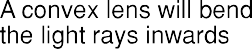 A convex lens will bend
the light rays inwards